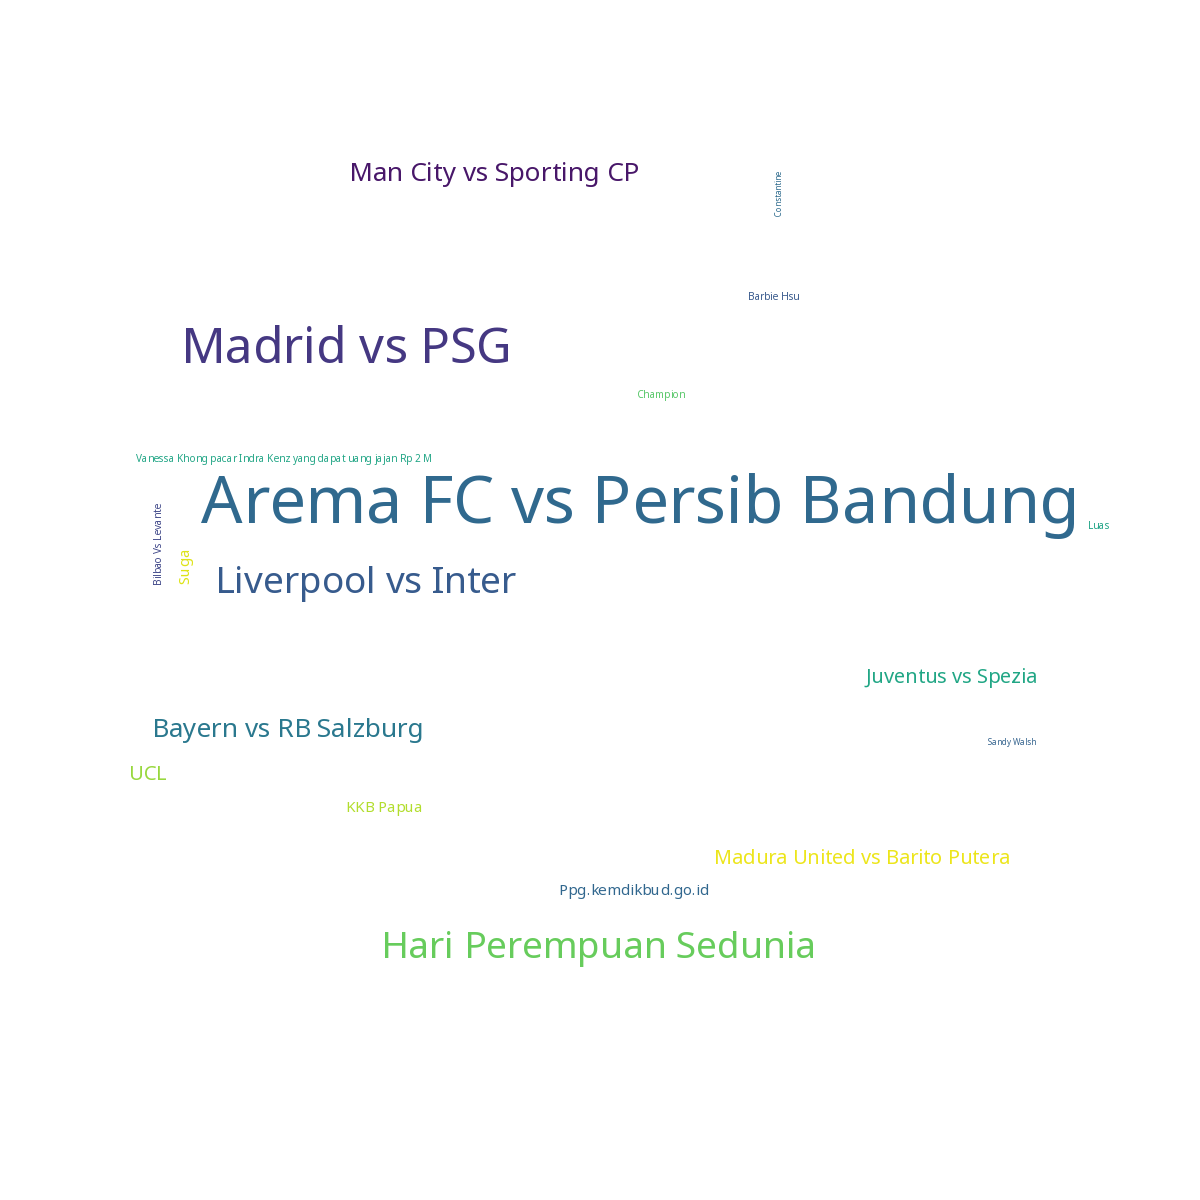 Man City vs Sporting CP
Constantine
Barbie Hsu
Madrid vs PSG
Champion
Vanessa Khong pacar Indra Kenz yang dapat uang jajan Rp 2 M
Arema FC vs Persib Bandung
Luas
Bilbao Vs Levante
Suga
Liverpool vs Inter
Juventus vs Spezia
Bayern vs RB Salzburg
Sandy Walsh
UCL
KKB Papua
Madura United vs Barito Putera
Ppg.kemdikbud.go.id
Hari Perempuan Sedunia